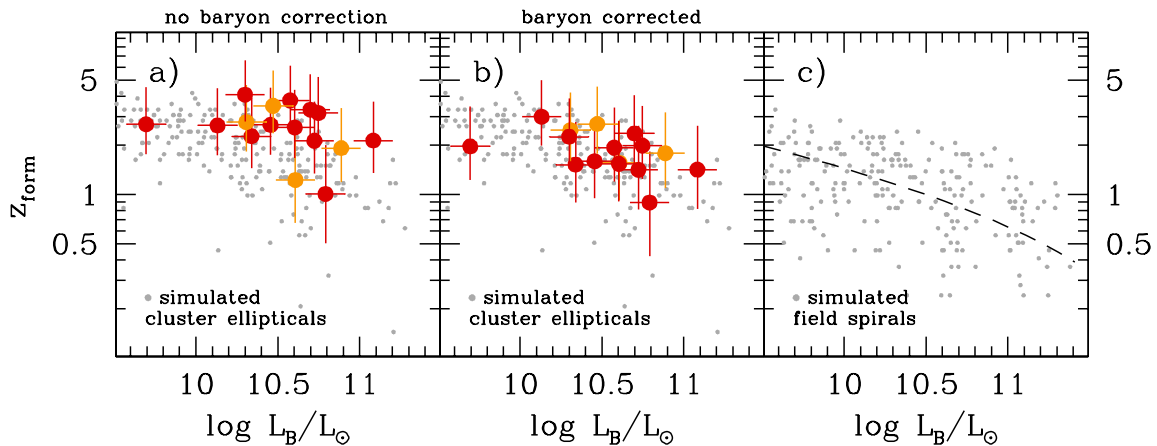 no baryon correction
baryon corrected
a)
b)
c)
5
1
0.5
z_form
5
1
0.5
simulated
cluster ellipticals
simulated
cluster ellipticals
simulated
field spirals
10 10.5 11
10 10.5 11
10 10.5 11
log L_B/L_⊙
log L_B/L_⊙
log L_B/L_⊙